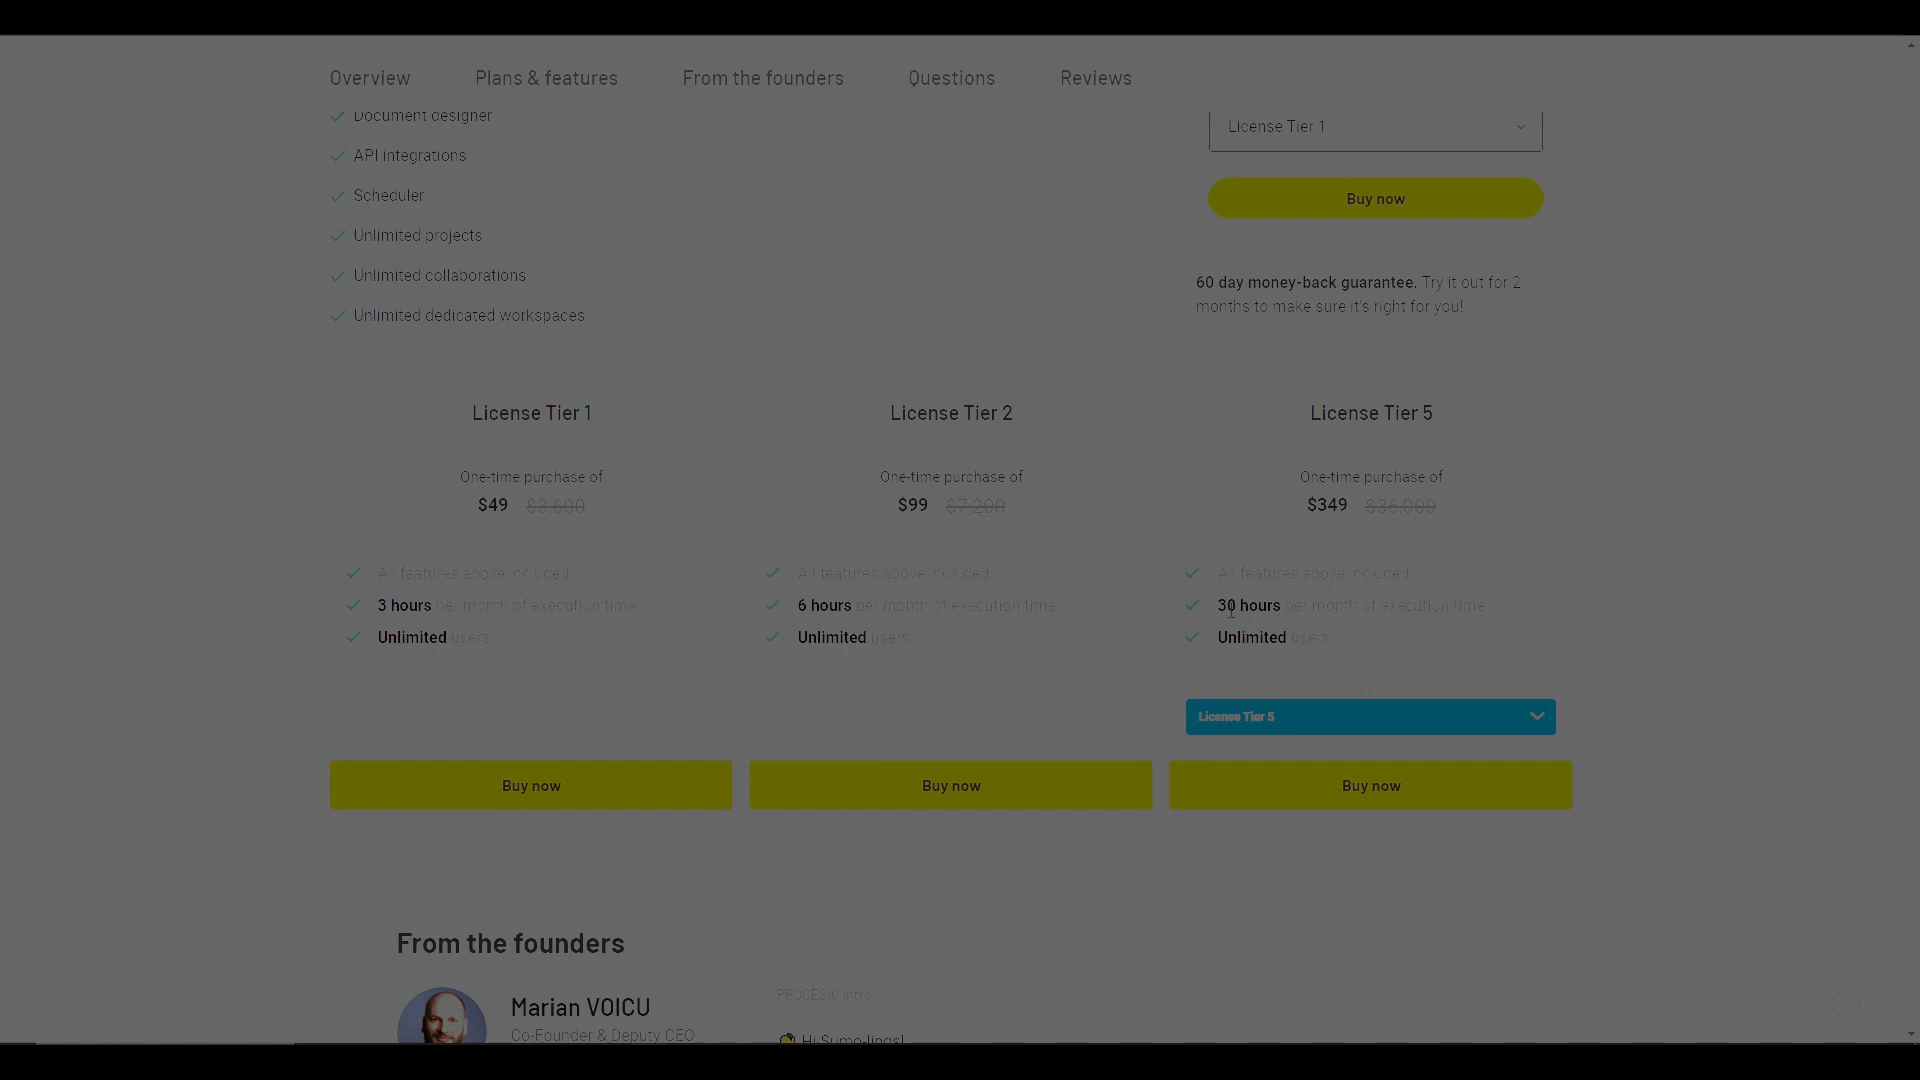 Overview Plans & features From the founders Questions Reviews
Document designer
License Tier 1
API integrations
Scheduler
Buy now
Unlimited projects
Unlimited collaborations
60 day money-back guarantee. Try it out for 2
months to make sure it's right for you!
Unlimited dedicated workspaces
License Tier 1
One-time purchase of
$49 $3,600
All features above included
3 hours per month of execution time
Unlimited users
Buy now
License Tier 2
One-time purchase of
$99 $7,200
All features above included
6 hours per month of execution time
Unlimited users
Buy now
License Tier 5
One-time purchase of
$349 $36,000
All features above included
30 hours per month of execution time
Unlimited users
License Tier 5
Buy now
From the founders
Marian VOICU
Co-Founder & Deputy CEO
PROCESIO intro
Hi Sumo-lings!